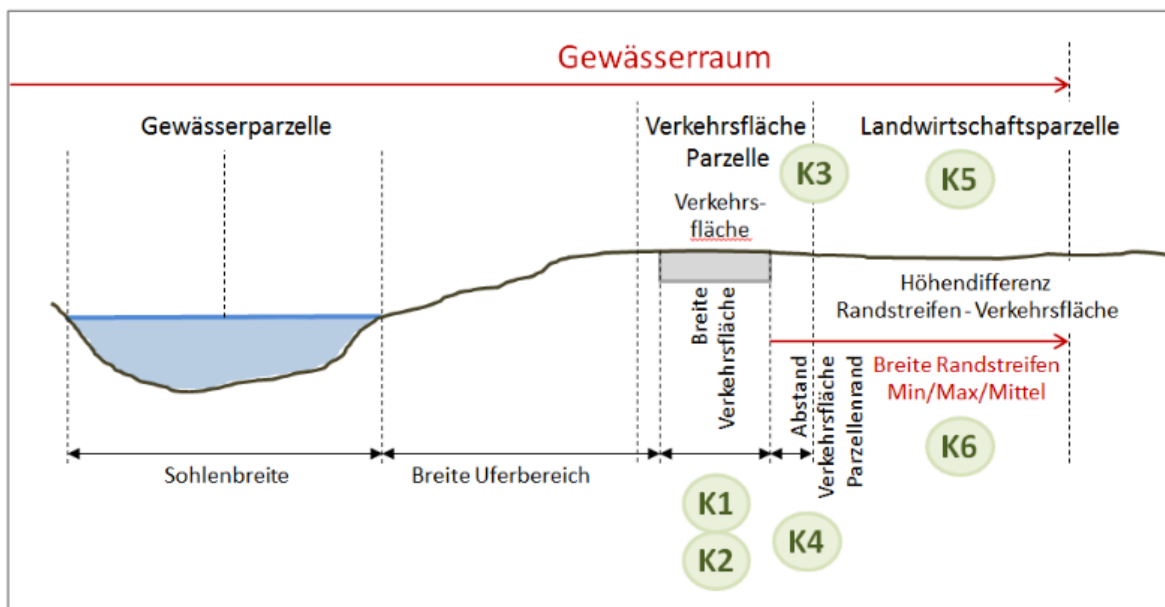 Gewässerraum
Gewässerparzelle
Verkehrsfläche
Parzelle
Landwirtschaftsparzelle
K3
K5
Verkehrs-
fläche
Höhendifferenz
Randstreifen - Verkehrsfläche
Breite
Verkehrsfläche
Abstand
Verkehrsfläche
Parzellenrand
Breite Randstreifen
Min/Max/Mittel
K6
Sohlenbreite
Breite Uferbereich
K1
K2
K4